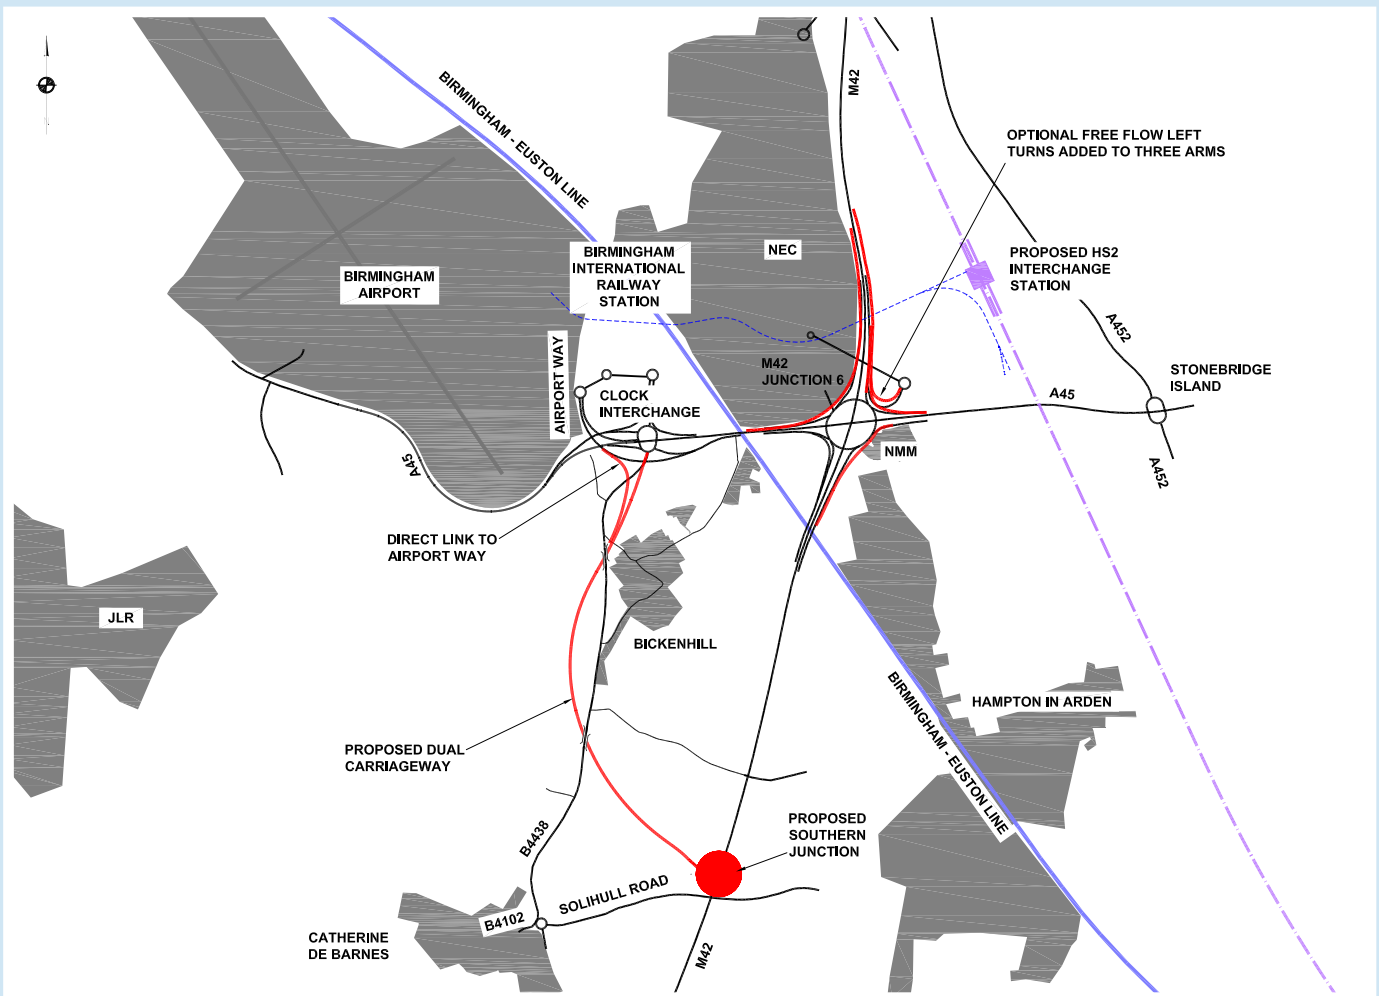 M42
BIRMINGHAM - EUSTON LINE
OPTIONAL FREE FLOW LEFT
TURNS ADDED TO THREE ARMS
NEC
BIRMINGHAM
INTERNATIONAL
RAILWAY
STATION
PROPOSED HS2
INTERCHANGE
STATION
BIRMINGHAM
AIRPORT
A452
AIRPORT WAY
M42
JUNCTION 6
STONEBRIDGE
ISLAND
CLOCK
INTERCHANGE
A45
NMM
A45
A452
DIRECT LINK TO
AIRPORT WAY
JLR
BICKENHILL
HAMPTON IN ARDEN
BIRMINGHAM - EUSTON LINE
PROPOSED DUAL
CARRIAGEWAY
PROPOSED
SOUTHERN
JUNCTION
B4438
SOLIHULL ROAD
B4102
CATHERINE
DE BARNES
M42